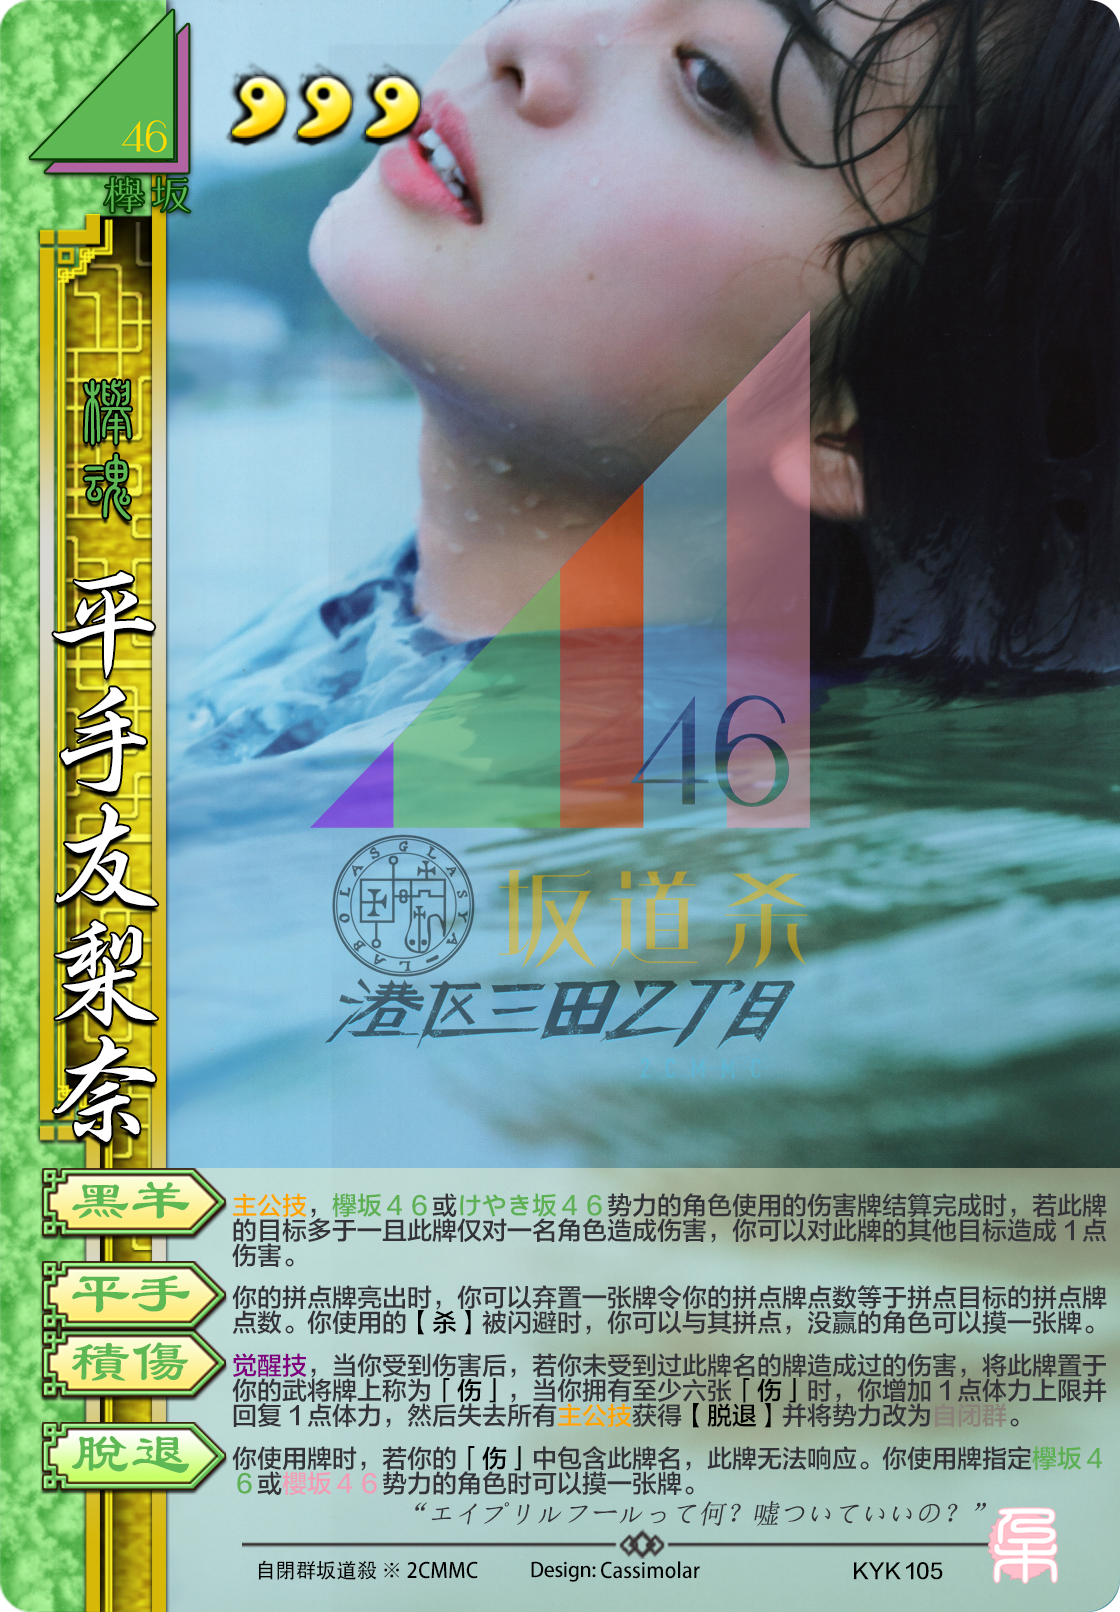 46
欅坂
欅魂
平手友梨奈
46
GLASYA-LABOLAS
坂道杀
港区三田2丁目
2CMMC
黑羊
主公技，欅坂４６或けやき坂４６势力的角色使用的伤害牌结算完成时，若此牌
的目标多于一且此牌仅对一名角色造成伤害，你可以对此牌的其他目标造成１点
伤害。
平手
你的拼点牌亮出时，你可以弃置一张牌令你的拼点牌点数等于拼点目标的拼点牌
点数。你使用的【杀】被闪避时，你可以与其拼点，没赢的角色可以摸一张牌。
積傷
觉醒技，当你受到伤害后，若你未受到过此牌名的牌造成过的伤害，将此牌置于
你的武将牌上称为「伤」，当你拥有至少六张「伤」时，你增加１点体力上限并
回复１点体力，然后失去所有主公技获得【脱退】并将势力改为自闭群。
脫退
你使用牌时，若你的「伤」中包含此牌名，此牌无法响应。你使用牌指定欅坂４
６或櫻坂４６势力的角色时可以摸一张牌。
“エイプリルフールって何？嘘ついていいの？”
自閉群坂道殺 ※ 2CMMC
Design: Cassimolar
KYK 105